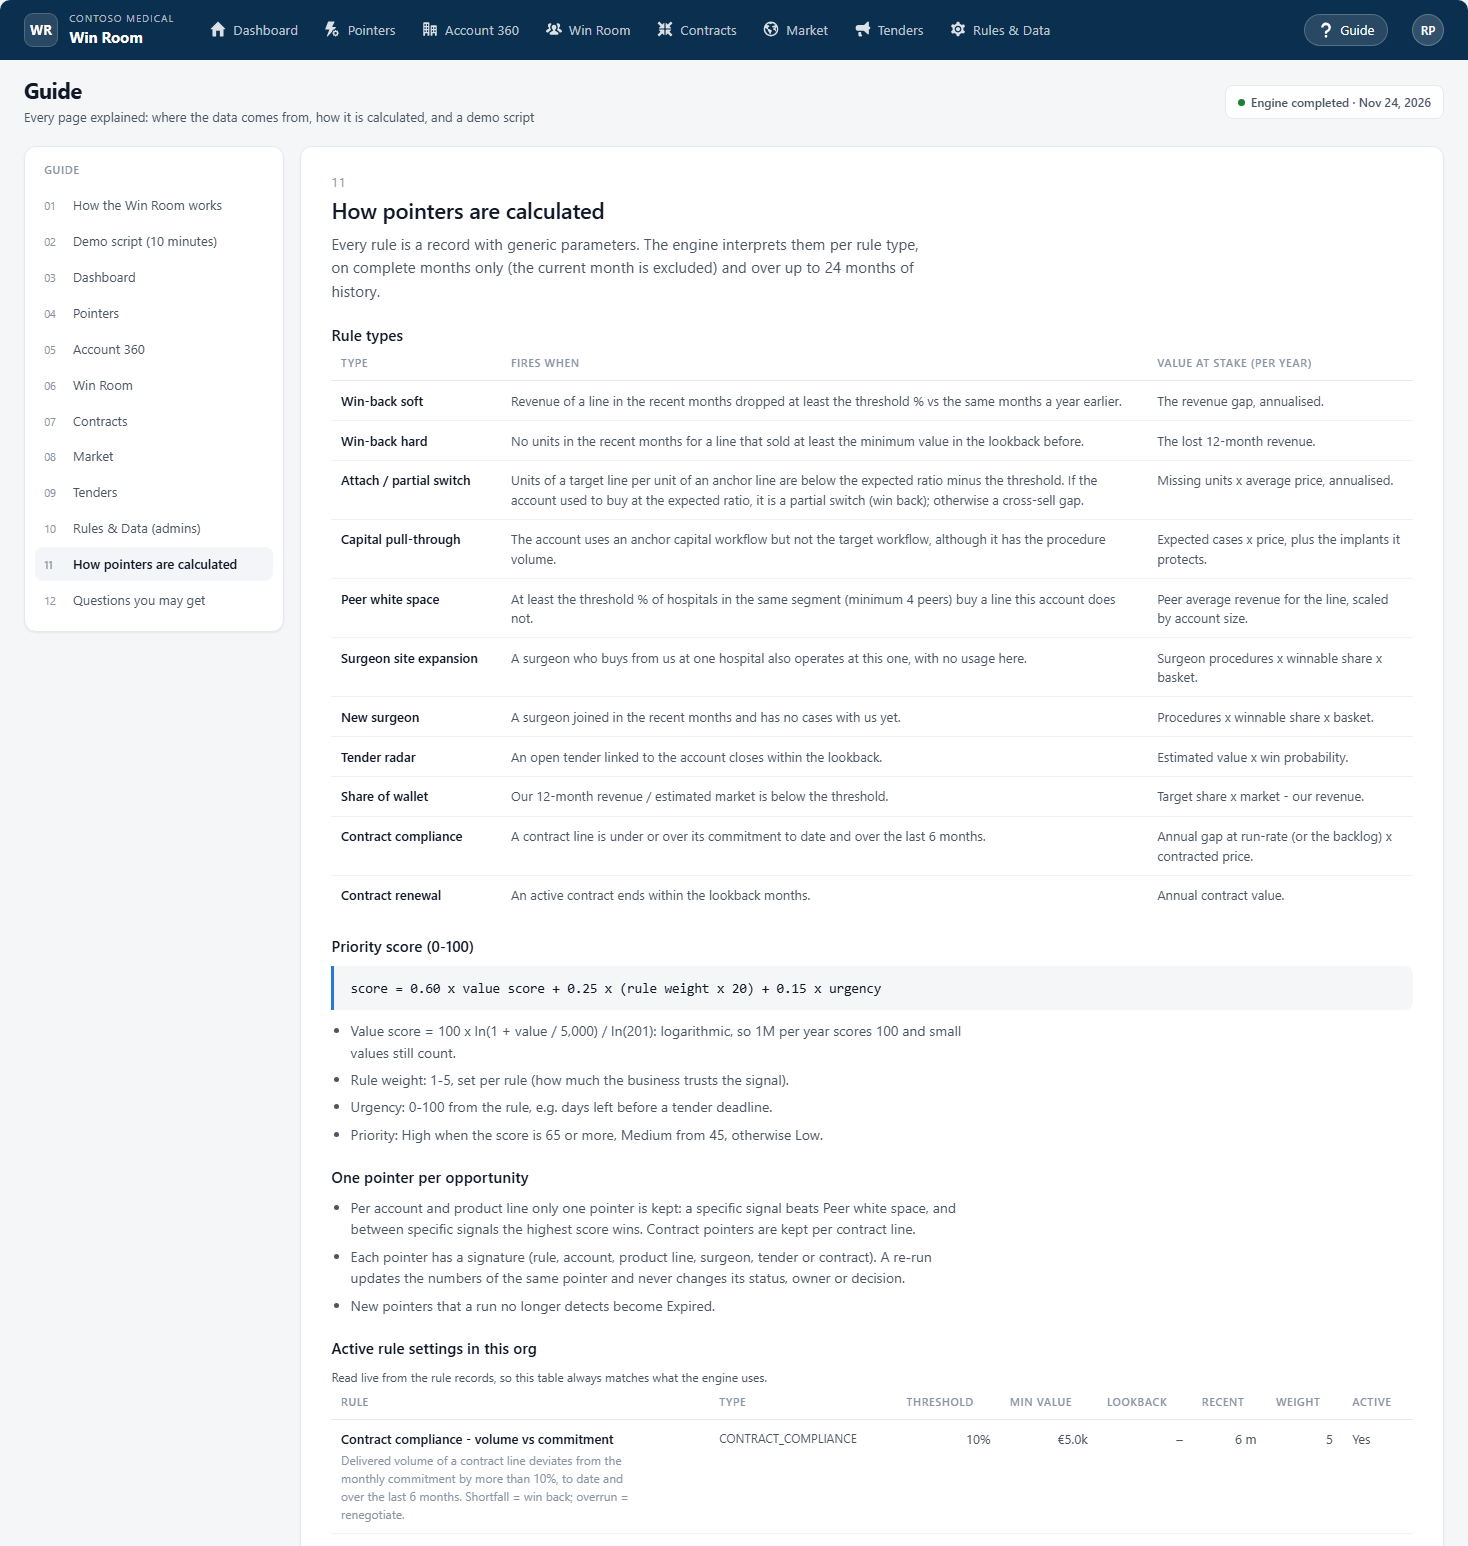 WR
CONTOSO MEDICAL
Win Room
Dashboard
Pointers
Account 360
Win Room
Contracts
Market
Tenders
Rules & Data
? Guide
RP
Guide
Every page explained: where the data comes from, how it is calculated, and a demo script
Engine completed · Nov 24, 2026
GUIDE
01 How the Win Room works
02 Demo script (10 minutes)
03 Dashboard
04 Pointers
05 Account 360
06 Win Room
07 Contracts
08 Market
09 Tenders
10 Rules & Data (admins)
11 How pointers are calculated
12 Questions you may get
11
How pointers are calculated
Every rule is a record with generic parameters. The engine interprets them per rule type,
on complete months only (the current month is excluded) and over up to 24 months of
history.
Rule types
TYPE FIRES WHEN VALUE AT STAKE (PER YEAR)
Win-back soft Revenue of a line in the recent months dropped at least the threshold % vs the same months a year earlier. The revenue gap, annualised.
Win-back hard No units in the recent months for a line that sold at least the minimum value in the lookback before. The lost 12-month revenue.
Attach / partial switch Units of a target line per unit of an anchor line are below the expected ratio minus the threshold. If the Missing units x average price, annualised.
account used to buy at the expected ratio, it is a partial switch (win back); otherwise a cross-sell gap.
Capital pull-through The account uses an anchor capital workflow but not the target workflow, although it has the procedure Expected cases x price, plus the implants it
volume. protects.
Peer white space At least the threshold % of hospitals in the same segment (minimum 4 peers) buy a line this account does Peer average revenue for the line, scaled
not. by account size.
Surgeon site expansion A surgeon who buys from us at one hospital also operates at this one, with no usage here. Surgeon procedures x winnable share x
basket.
New surgeon A surgeon joined in the recent months and has no cases with us yet. Procedures x winnable share x basket.
Tender radar An open tender linked to the account closes within the lookback. Estimated value x win probability.
Share of wallet Our 12-month revenue / estimated market is below the threshold. Target share x market - our revenue.
Contract compliance A contract line is under or over its commitment to date and over the last 6 months. Annual gap at run-rate (or the backlog) x
contracted price.
Contract renewal An active contract ends within the lookback months. Annual contract value.
Priority score (0-100)
score = 0.60 x value score + 0.25 x (rule weight x 20) + 0.15 x urgency
• Value score = 100 x ln(1 + value / 5,000) / ln(201): logarithmic, so 1M per year scores 100 and small
values still count.
• Rule weight: 1-5, set per rule (how much the business trusts the signal).
• Urgency: 0-100 from the rule, e.g. days left before a tender deadline.
• Priority: High when the score is 65 or more, Medium from 45, otherwise Low.
One pointer per opportunity
• Per account and product line only one pointer is kept: a specific signal beats Peer white space, and
between specific signals the highest score wins. Contract pointers are kept per contract line.
• Each pointer has a signature (rule, account, product line, surgeon, tender or contract). A re-run
updates the numbers of the same pointer and never changes its status, owner or decision.
• New pointers that a run no longer detects become Expired.
Active rule settings in this org
Read live from the rule records, so this table always matches what the engine uses.
RULE TYPE THRESHOLD MIN VALUE LOOKBACK RECENT WEIGHT ACTIVE
Contract compliance - volume vs commitment CONTRACT_COMPLIANCE 10% €5.0k – 6 m 5 Yes
Delivered volume of a contract line deviates from the
monthly commitment by more than 10%, to date and
over the last 6 months. Shortfall = win back; overrun =
renegotiate.